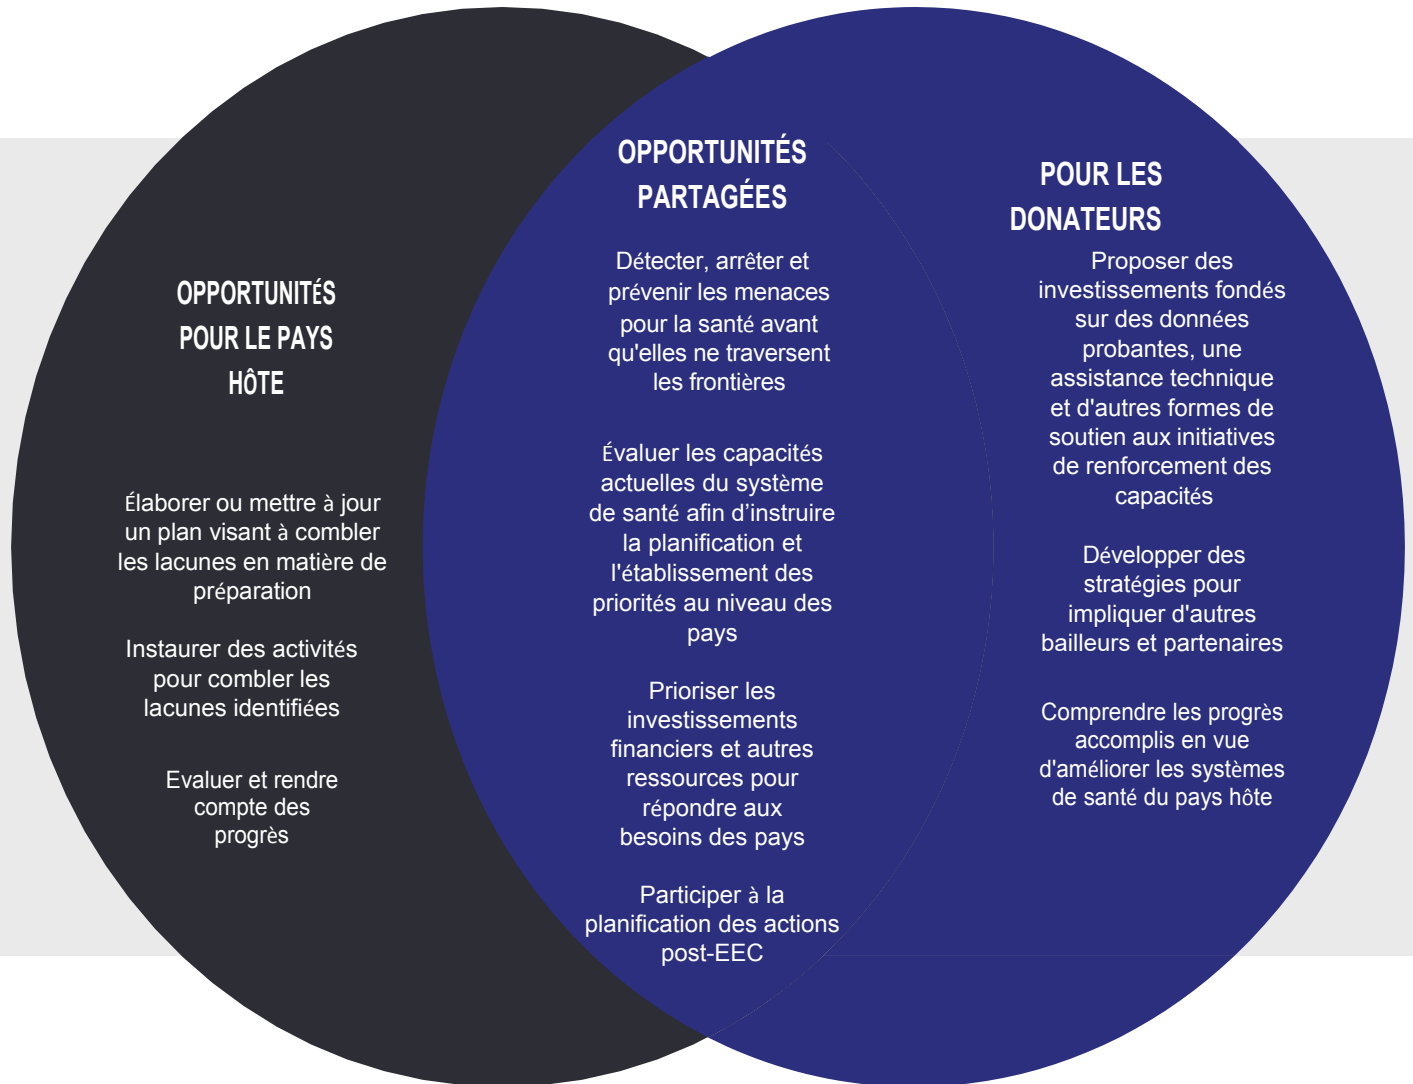 OPPORTUNITÉS
POUR LE PAYS
HÔTE
Élaborer ou mettre à jour
un plan visant à combler
les lacunes en matière de
préparation
Instaurer des activités
pour combler les
lacunes identifiées
Evaluer et rendre
compte des
progrès
OPPORTUNITÉS
PARTAGÉES
Détecter, arrêter et
prévenir les menaces
pour la santé avant
qu'elles ne traversent
les frontières
Évaluer les capacités
actuelles du système
de santé afin d’instruire
la planification et
l'établissement des
priorités au niveau des
pays
Prioriser les
investissements
financiers et autres
ressources pour
répondre aux
besoins des pays
Participer à la
planification des actions
post-EEC
POUR LES
DONATEURS
Proposer des
investissements fondés
sur des données
probantes, une
assistance technique
et d'autres formes de
soutien aux initiatives
de renforcement des
capacités
Développer des
stratégies pour
impliquer d'autres
bailleurs et partenaires
Comprendre les progrès
accomplis en vue
d'améliorer les systèmes
de santé du pays hôte